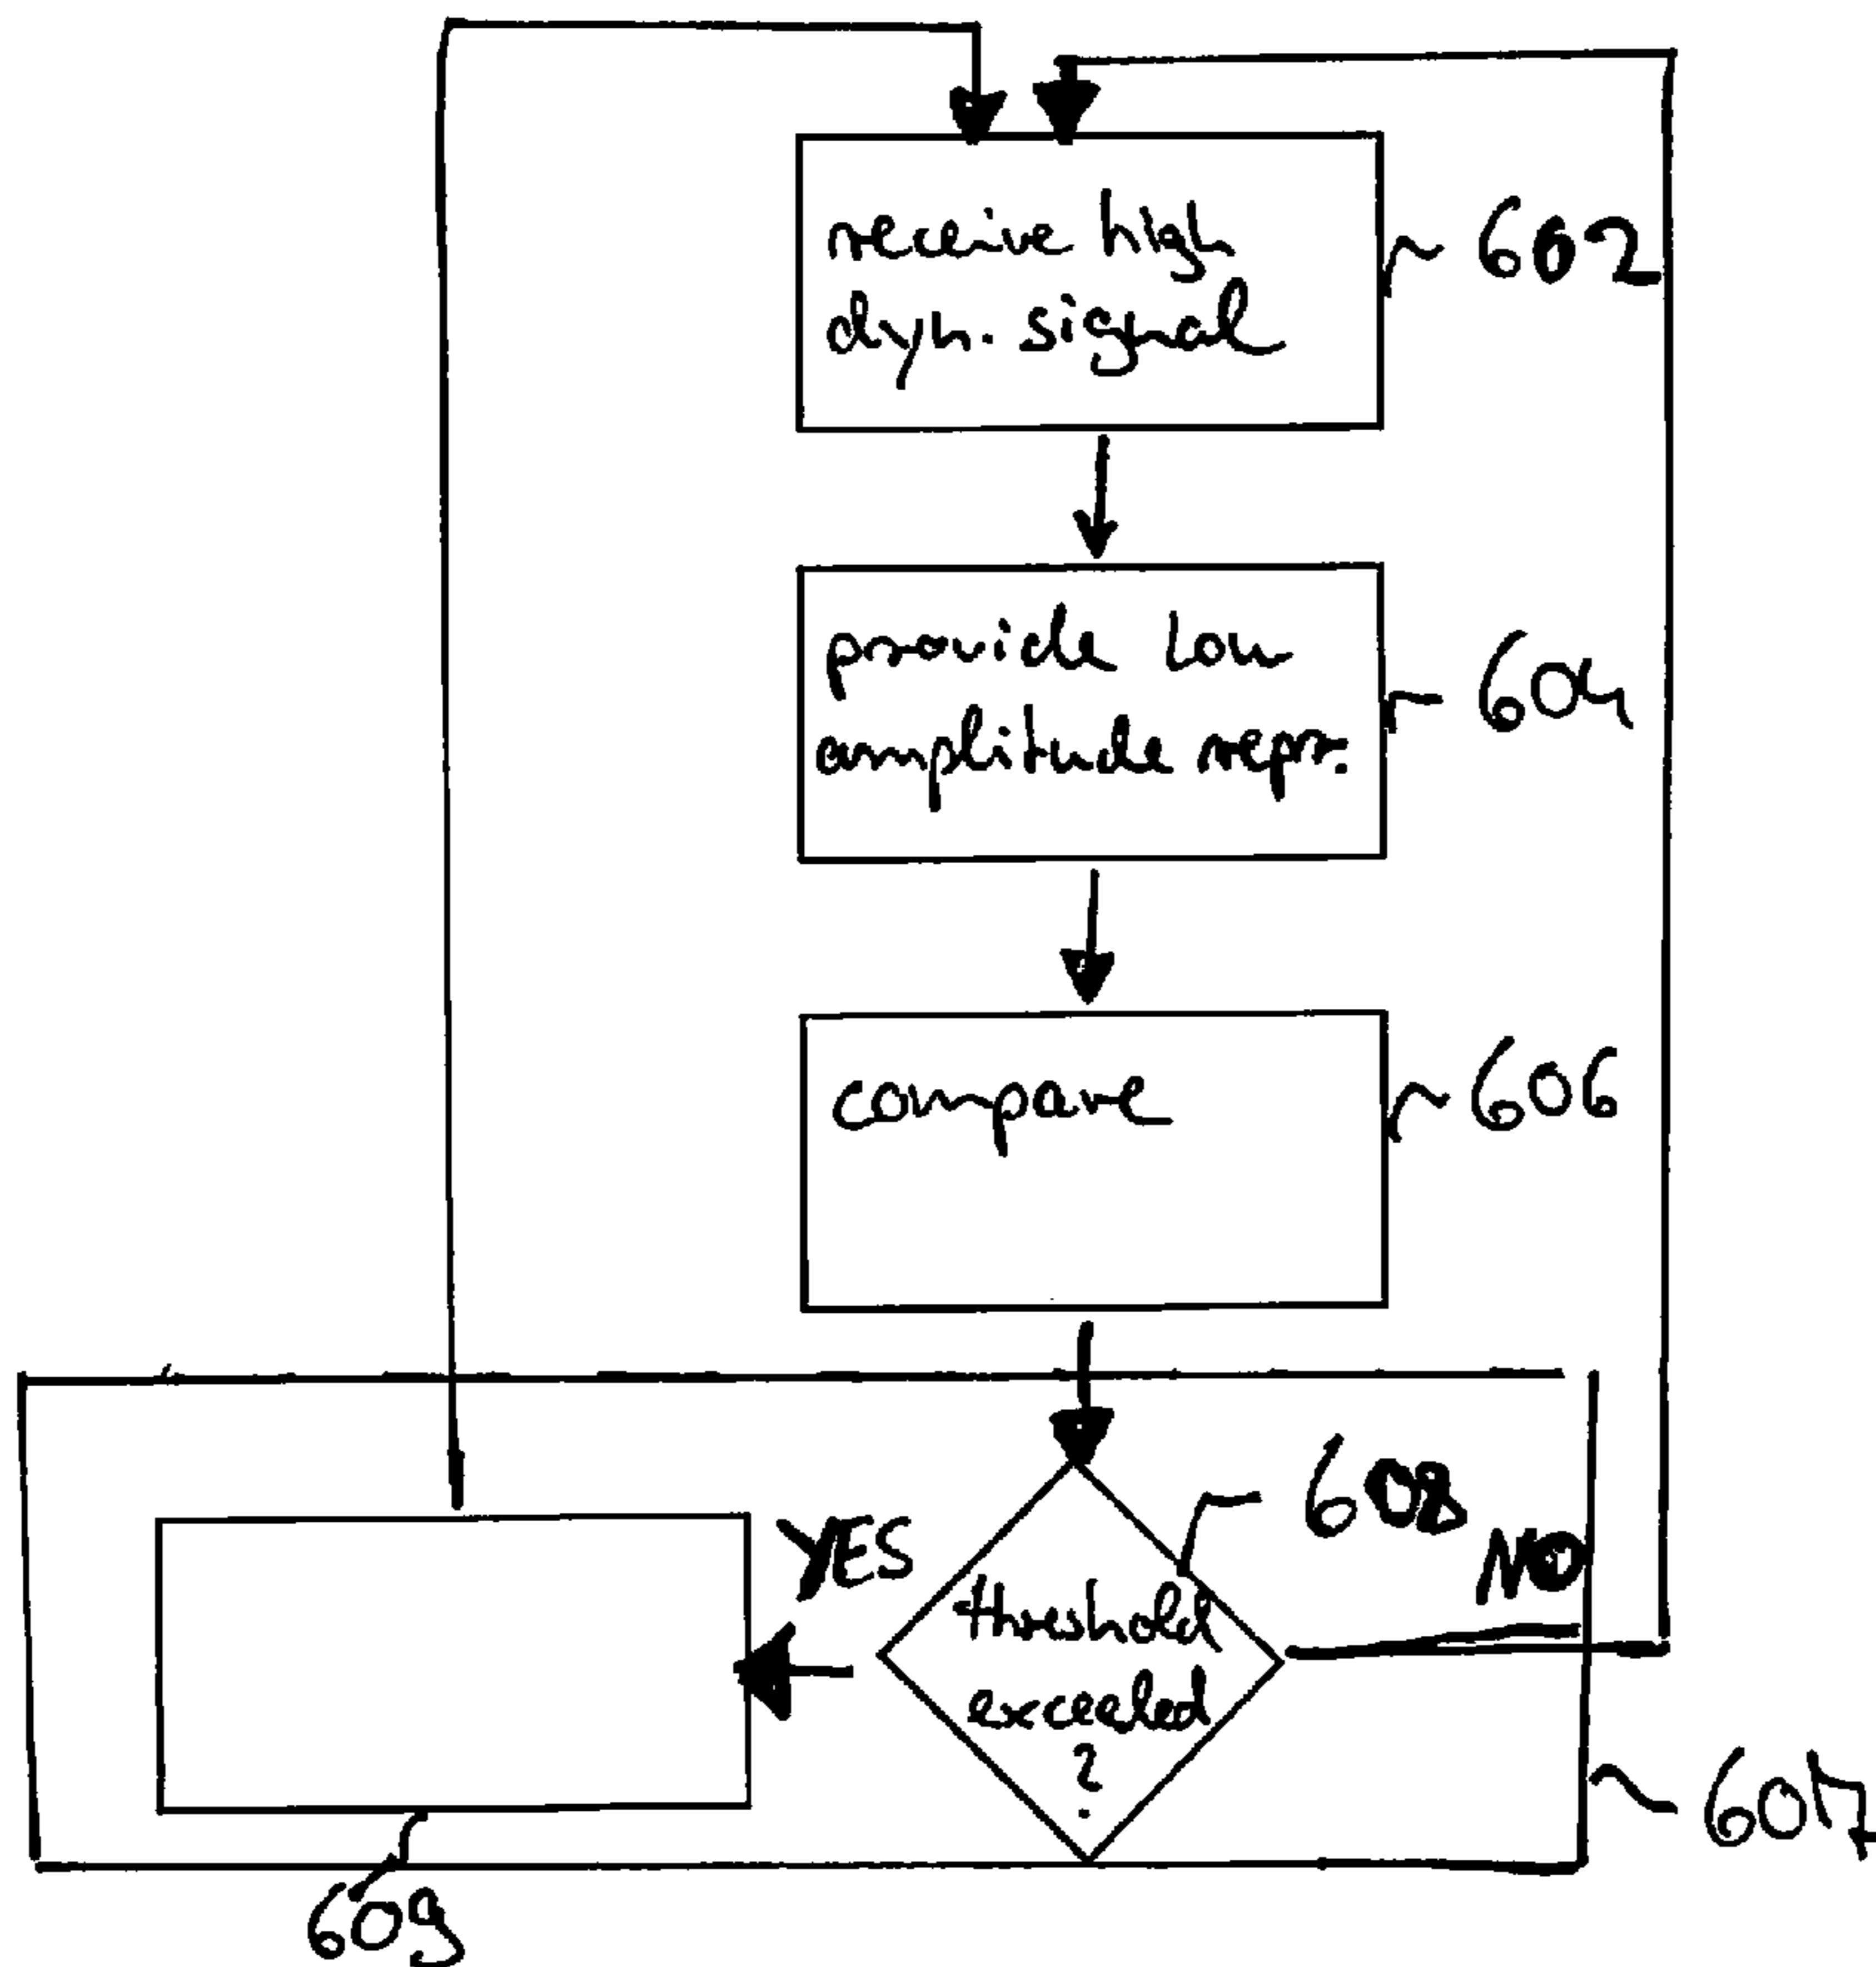 receive high
dyn. signal
602
provide low
amplitude repr.
604
compare
606
608
YES
NO
threshold
exceeded
?
607
609